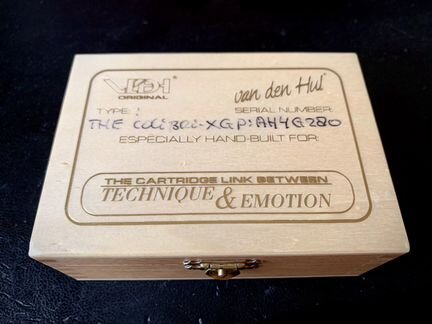 VDH van den Hul
ORIGINAL
TYPE: SERIAL NUMBER:
THE COLIBRI-XGP: AH4G280
ESPECIALLY HAND-BUILT FOR:
THE CARTRIDGE LINK BETWEEN
TECHNIQUE & EMOTION